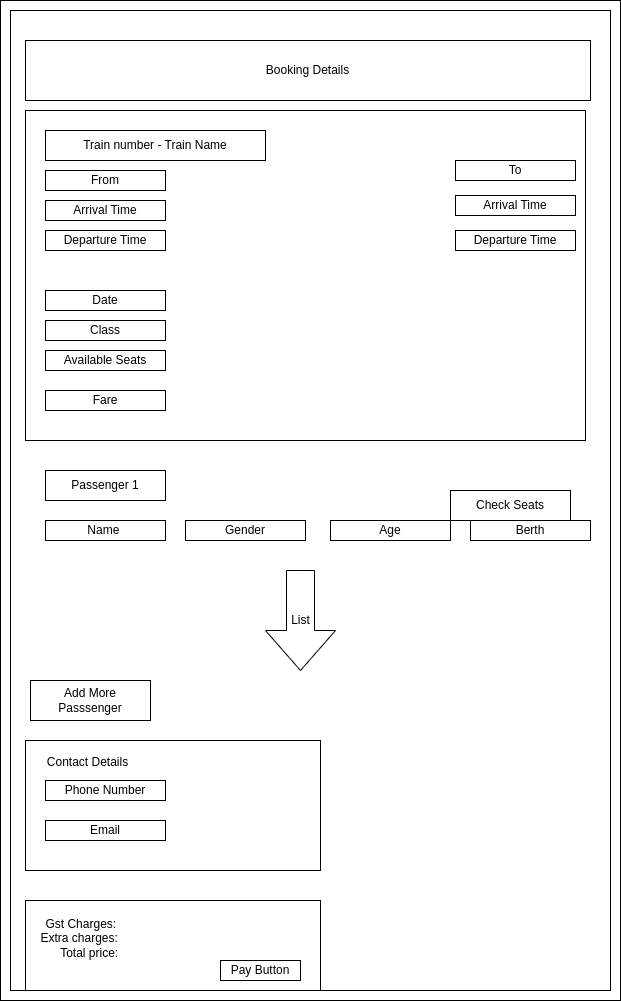 Booking Details
Train number - Train Name
From
To
Arrival Time
Arrival Time
Departure Time
Departure Time
Date
Class
Available Seats
Fare
Passenger 1
Check Seats
Name
Gender
Age
Berth
List
Add More
Passsenger
Contact Details
Phone Number
Email
Gst Charges:
Extra charges:
Total price:
Pay Button